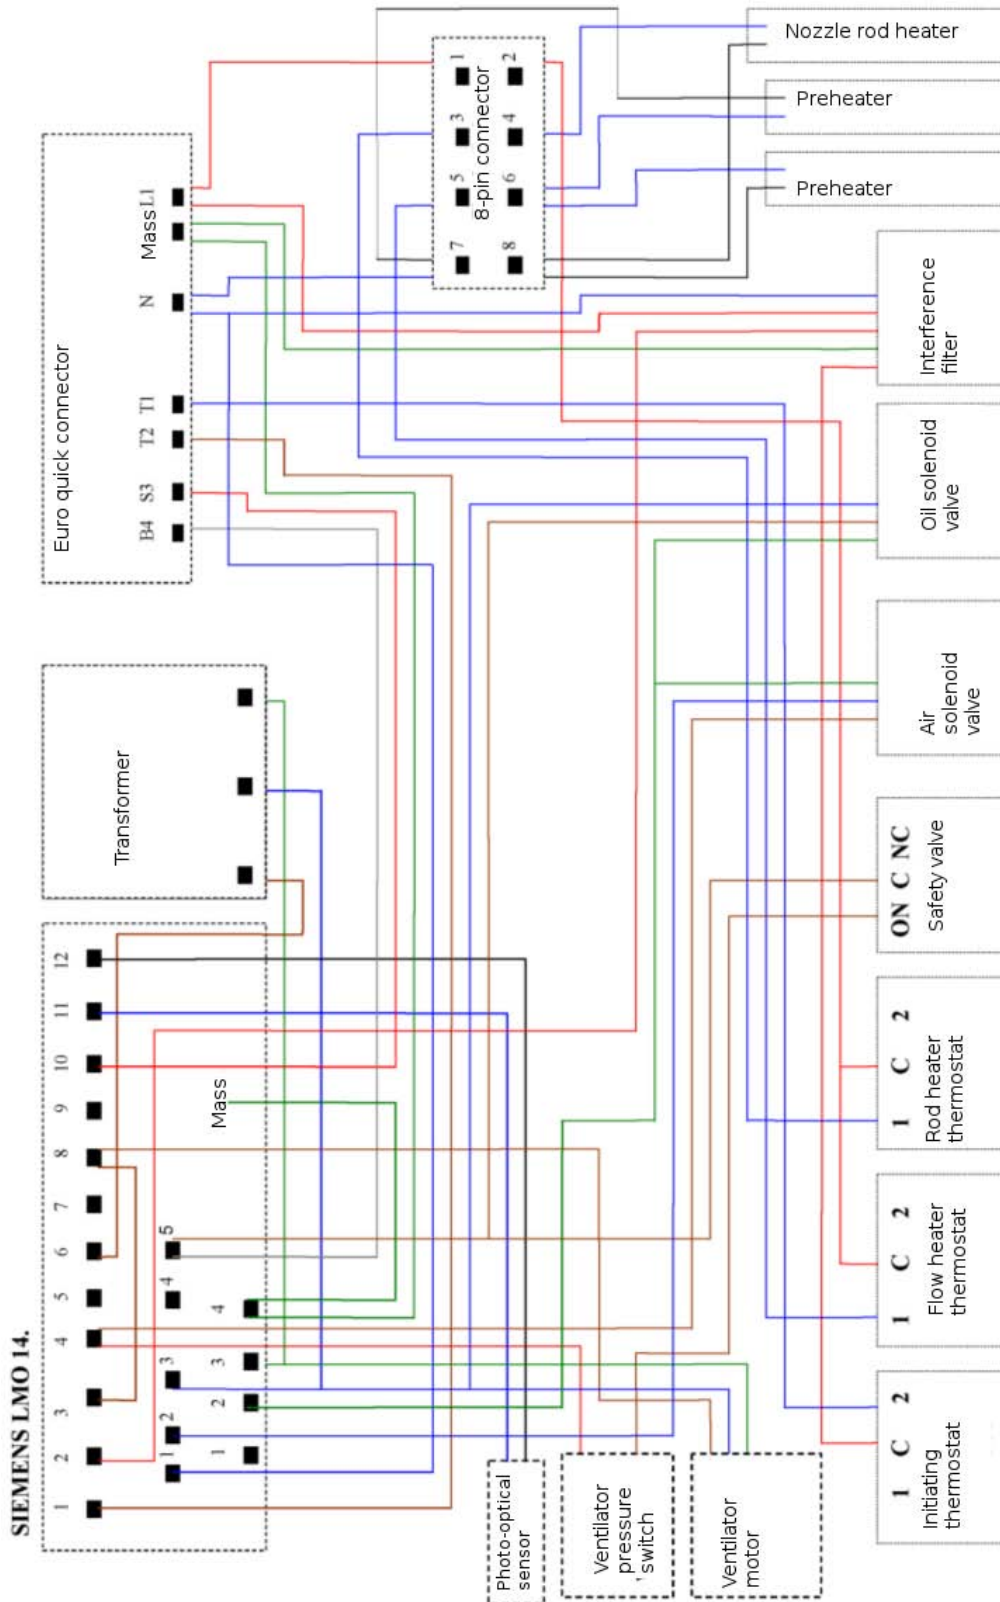 SIEMENS LMO 14.
1
2
3
4
5
6
7
8
9
10
11
12
1
2
3
4
5
1
2
3
4
Mass
Transformer
Euro quick connector
B4
S3
T2
T1
N
Mass
L1
8-pin connector
1
2
3
4
5
6
7
8
Nozzle rod heater
Preheater
Preheater
Interference
filter
Oil solenoid
valve
Air
solenoid
valve
ON C NC
Safety valve
1 C 2
Rod heater
thermostat
1 C 2
Flow heater
thermostat
1 C 2
Initiating
thermostat
Photo-optical
sensor
Ventilator
pressure
' switch
Ventilator
motor